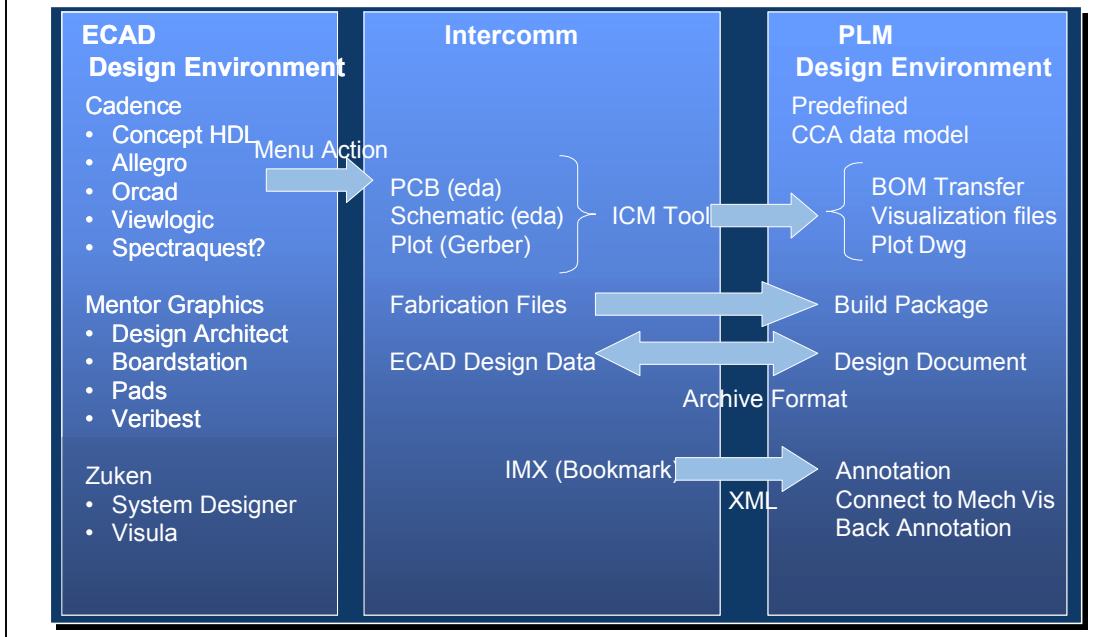 ECAD
Design Environment
Cadence
• Concept HDL
• Allegro
• Orcad
• Viewlogic
• Spectraquest?
Mentor Graphics
• Design Architect
• Boardstation
• Pads
• Veribest
Zuken
• System Designer
• Visula
Menu Action
Intercomm
PCB (eda)
Schematic (eda)
Plot (Gerber)
ICM Tool
Fabrication Files
ECAD Design Data
Archive Format
IMX (Bookmark)
XML
PLM
Design Environment
Predefined
CCA data model
BOM Transfer
Visualization files
Plot Dwg
Build Package
Design Document
Annotation
Connect to Mech Vis
Back Annotation